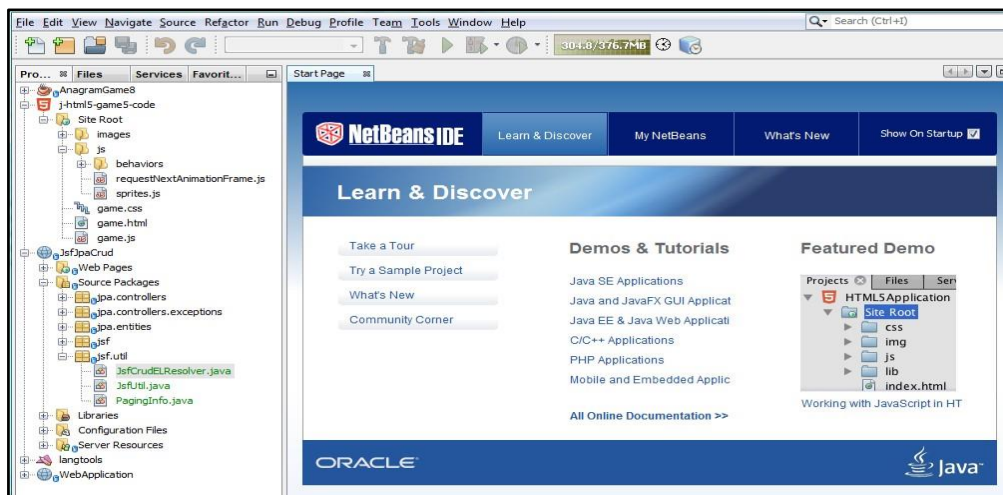 File Edit View Navigate Source Refactor Run Debug Profile Team Tools Window Help
Search (Ctrl+I)
304.8/376.7MB
Pro... Files Services Favorit...
Start Page
AnagramGame8
j-html5-game5-code
Site Root
images
js
behaviors
requestNextAnimationFrame.js
sprites.js
game.css
game.html
game.js
JsfJpaCrud
Web Pages
Source Packages
jpa.controllers
jpa.controllers.exceptions
jpa.entities
jsf
jsf.util
JsfCrudELResolver.java
JsfUtil.java
PagingInfo.java
Libraries
Configuration Files
Server Resources
langtools
WebApplication
NetBeans IDE
Learn & Discover
My NetBeans
What's New
Show On Startup
Learn & Discover
Take a Tour
Try a Sample Project
What's New
Community Corner
Demos & Tutorials
Java SE Applications
Java and JavaFX GUI Applicat
Java EE & Java Web Applicati
C/C++ Applications
PHP Applications
Mobile and Embedded Applic
All Online Documentation >>
Featured Demo
Projects Files Ser
HTML5Application
Site Root
css
img
js
lib
index.html
Working with JavaScript in HT
ORACLE
Java